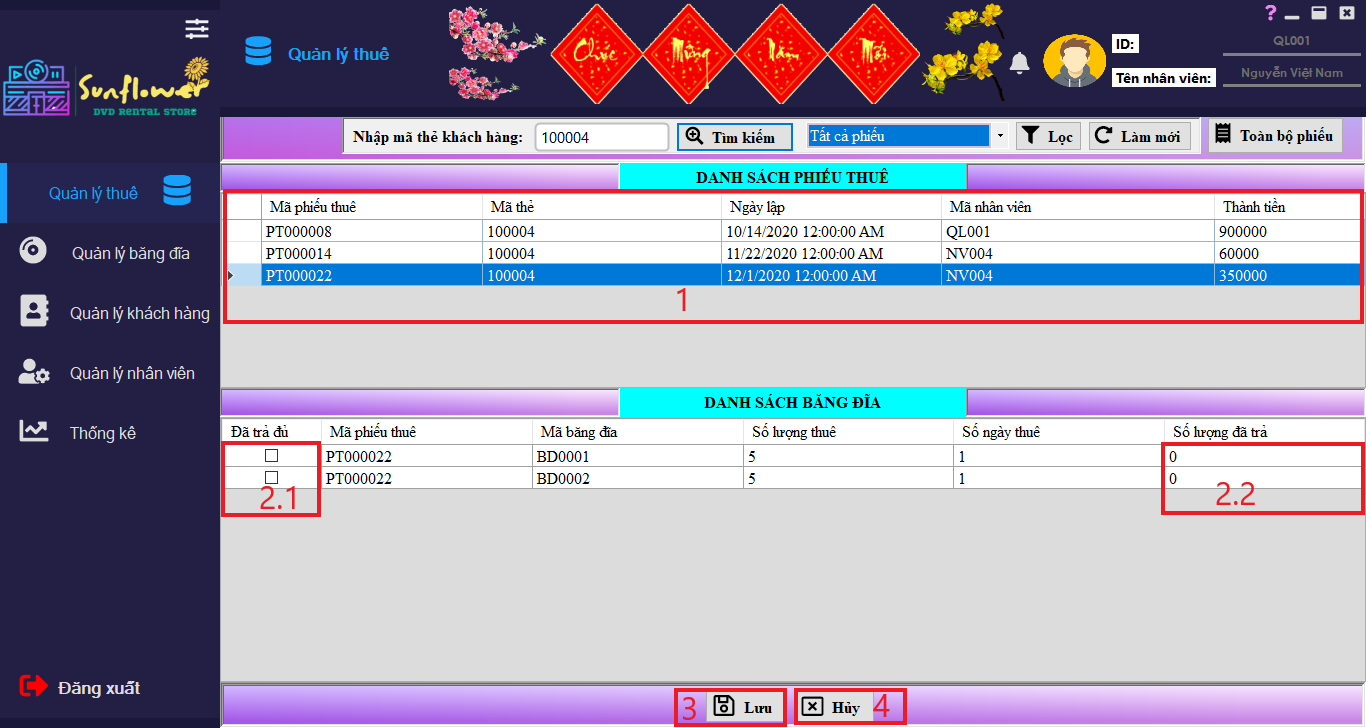 Sunflower
DVD RENTAL STORE
Quản lý thuê
Chúc Mừng Năm Mới
?
ID:
QL001
Tên nhân viên:
Nguyễn Việt Nam
Nhập mã thẻ khách hàng:
100004
Tìm kiếm
Tất cả phiếu
Lọc
Làm mới
Toàn bộ phiếu
Quản lý thuê
Quản lý băng đĩa
Quản lý khách hàng
Quản lý nhân viên
Thống kê
Đăng xuất
DANH SÁCH PHIẾU THUÊ
Mã phiếu thuê Mã thẻ Ngày lập Mã nhân viên Thành tiền
PT000008 100004 10/14/2020 12:00:00 AM QL001 900000
PT000014 100004 11/22/2020 12:00:00 AM NV004 60000
PT000022 100004 12/1/2020 12:00:00 AM NV004 350000
1
DANH SÁCH BĂNG ĐĨA
Đã trả đủ Mã phiếu thuê Mã băng đĩa Số lượng thuê Số ngày thuê Số lượng đã trả
PT000022 BD0001 5 1 0
PT000022 BD0002 5 1 0
2.1
2.2
3 Lưu
Hủy 4